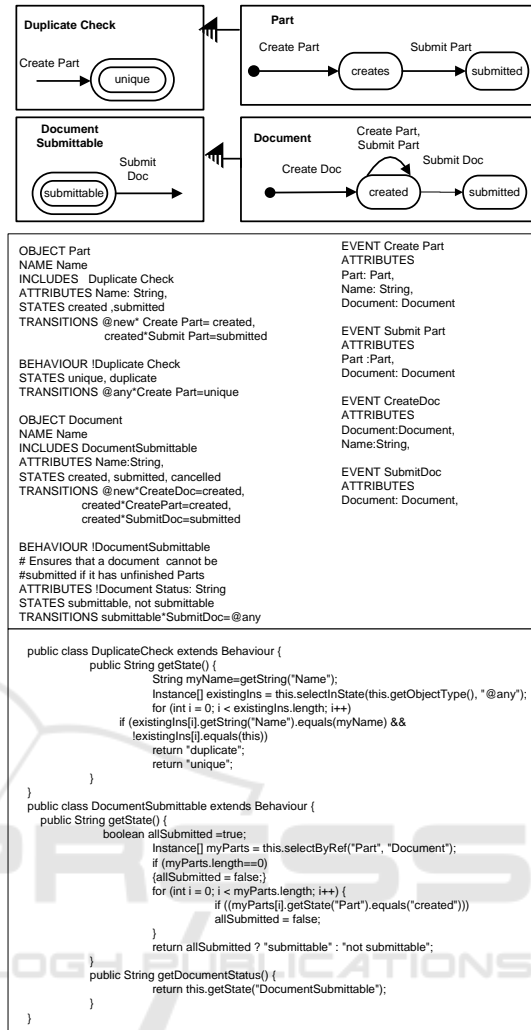 Duplicate Check
Create Part
unique
Part
Create Part
Submit Part
creates
submitted
Document
Submittable
Submit
Doc
submittable
Document
Create Part,
Submit Part
Create Doc
Submit Doc
created
submitted
OBJECT Part
NAME Name
INCLUDES Duplicate Check
ATTRIBUTES Name: String,
STATES created ,submitted
TRANSITIONS @new* Create Part= created,
created*Submit Part=submitted
BEHAVIOUR !Duplicate Check
STATES unique, duplicate
TRANSITIONS @any*Create Part=unique
OBJECT Document
NAME Name
INCLUDES DocumentSubmittable
ATTRIBUTES Name:String,
STATES created, submitted, cancelled
TRANSITIONS @new*CreateDoc=created,
created*CreatePart=created,
created*SubmitDoc=submitted
BEHAVIOUR !DocumentSubmittable
# Ensures that a document cannot be
#submitted if it has unfinished Parts
ATTRIBUTES !Document Status: String
STATES submittable, not submittable
TRANSITIONS submittable*SubmitDoc=@any
EVENT Create Part
ATTRIBUTES
Part: Part,
Name: String,
Document: Document
EVENT Submit Part
ATTRIBUTES
Part :Part,
Document: Document
EVENT CreateDoc
ATTRIBUTES
Document:Document,
Name:String,
EVENT SubmitDoc
ATTRIBUTES
Document: Document,
public class DuplicateCheck extends Behaviour {
public String getState() {
String myName=getString("Name");
Instance[] existingIns = this.selectInState(this.getObjectType(), "@any");
for (int i = 0; i < existingIns.length; i++)
if (existingIns[i].getString("Name").equals(myName) &&
!existingIns[i].equals(this))
return "duplicate";
return "unique";
}
}
public class DocumentSubmittable extends Behaviour {
public String getState() {
boolean allSubmitted =true;
Instance[] myParts = this.selectByRef("Part", "Document");
if (myParts.length==0)
{allSubmitted = false;}
for (int i = 0; i < myParts.length; i++) {
if ((myParts[i].getState("Part").equals("created")))
allSubmitted = false;
}
return allSubmitted ? "submittable" : "not submittable";
}
public String getDocumentStatus() {
return this.getState("DocumentSubmittable");
}
}
PRESS
LOGY PUBLICATIONS